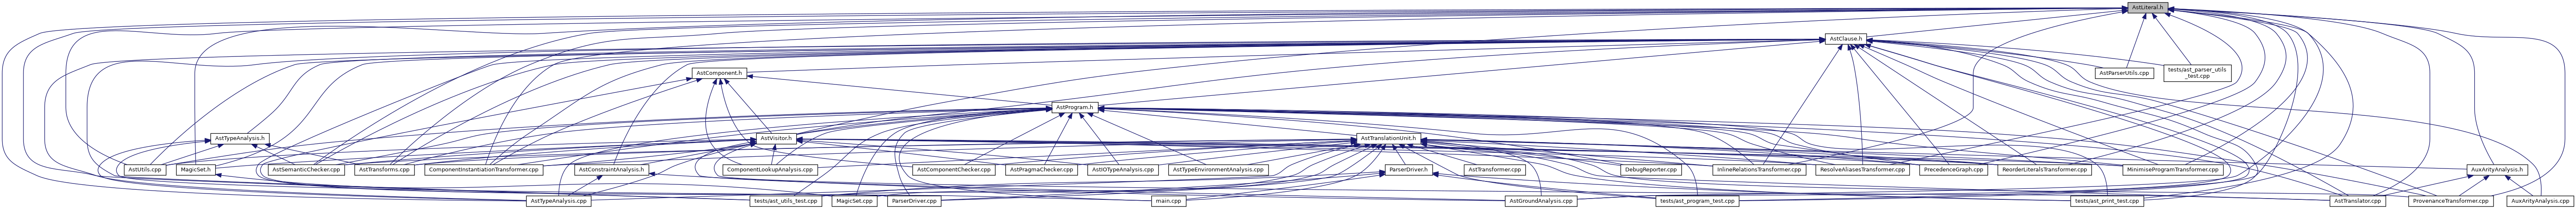 AstLiteral.h
AstClause.h
AstComponent.h
AstParserUtils.cpp
tests/ast_parser_utils
_test.cpp
AstProgram.h
AstTypeAnalysis.h
AstVisitor.h
AstTranslationUnit.h
AstUtils.cpp
MagicSet.h
AstSemanticChecker.cpp
AstTransforms.cpp
ComponentInstantiationTransformer.cpp
AstConstraintAnalysis.h
ComponentLookupAnalysis.cpp
AstComponentChecker.cpp
AstPragmaChecker.cpp
AstIOTypeAnalysis.cpp
AstTypeEnvironmentAnalysis.cpp
ParserDriver.h
AstTransformer.cpp
DebugReporter.cpp
InlineRelationsTransformer.cpp
ResolveAliasesTransformer.cpp
PrecedenceGraph.cpp
ReorderLiteralsTransformer.cpp
MinimiseProgramTransformer.cpp
AuxArityAnalysis.h
AstTypeAnalysis.cpp
tests/ast_utils_test.cpp
MagicSet.cpp
ParserDriver.cpp
main.cpp
AstGroundAnalysis.cpp
tests/ast_program_test.cpp
tests/ast_print_test.cpp
AstTranslator.cpp
ProvenanceTransformer.cpp
AuxArityAnalysis.cpp